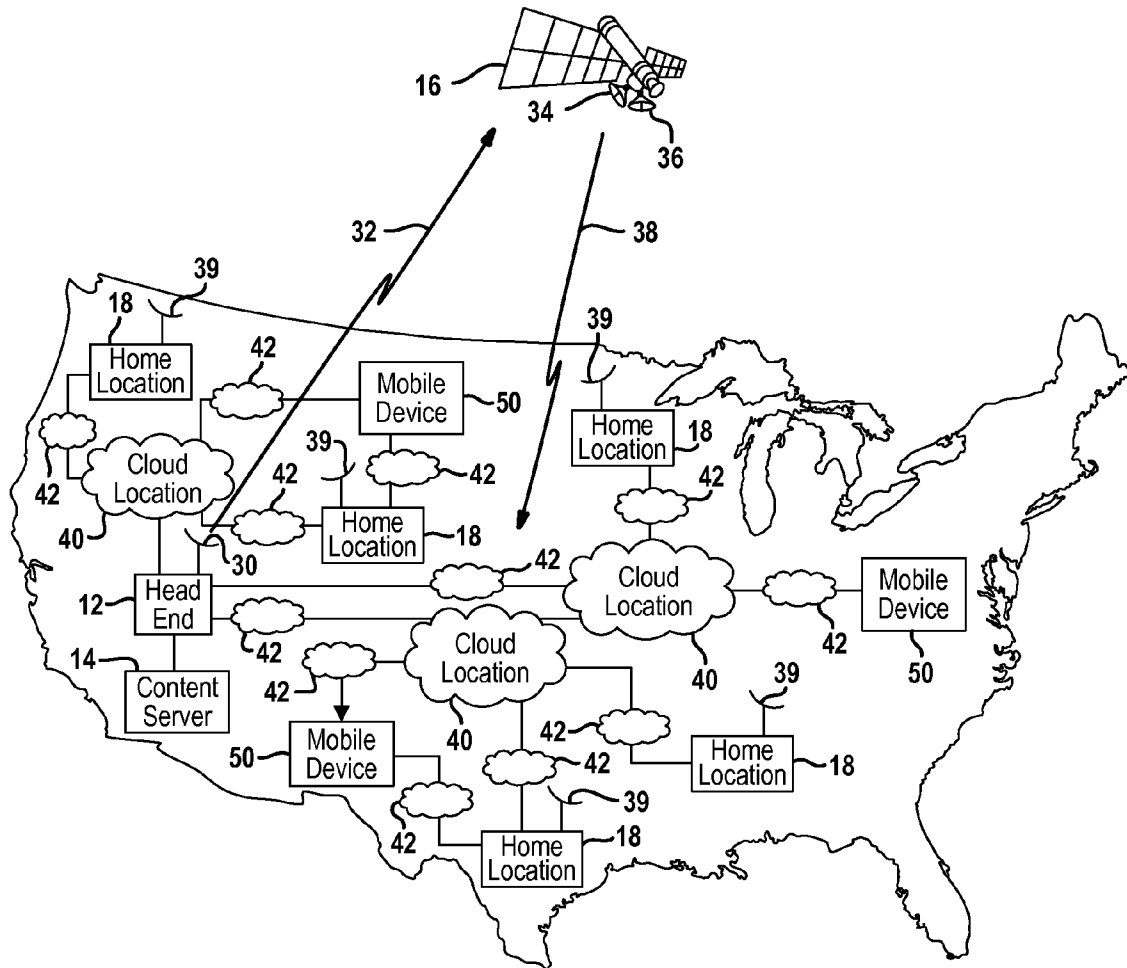 16
34
36
32
38
39
18
Home
Location
42
Mobile
Device
50
39
Home
Location
18
42
Cloud
Location
40
39
42
42
Home
Location
18
42
30
42
Cloud
Location
40
42
Mobile
Device
50
12
Head
End
42
14
Content
Server
42
Cloud
Location
40
39
42
Home
Location
18
50
Mobile
Device
42
42
39
Home
Location
18